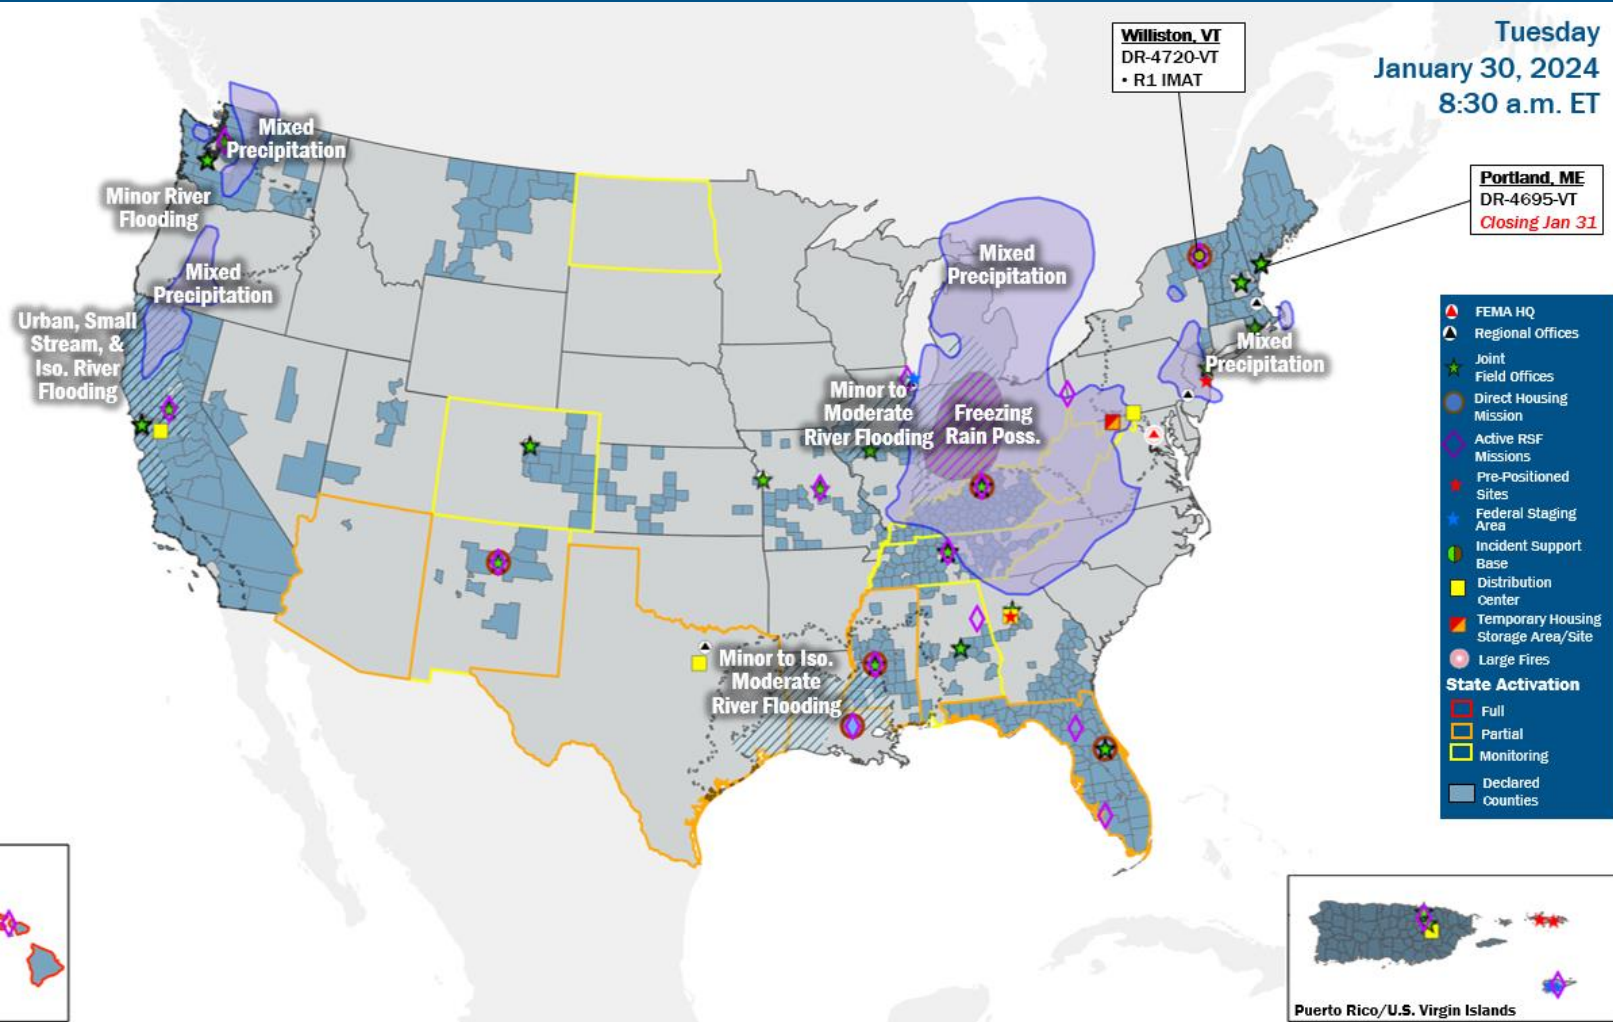 Tuesday
January 30, 2024
8:30 a.m. ET
Williston, VT
DR-4720-VT
• R1 IMAT
Portland, ME
DR-4695-VT
Closing Jan 31
Mixed
Precipitation
Minor River
Flooding
Mixed
Precipitation
Urban, Small
Stream, &
Iso. River
Flooding
Mixed
Precipitation
Minor to
Moderate
River Flooding
Freezing
Rain Poss.
Mixed
Precipitation
Minor to Iso.
Moderate
River Flooding
FEMA HQ
Regional Offices
Joint
Field Offices
Direct Housing
Mission
Active RSF
Missions
Pre-Positioned
Sites
Federal Staging
Area
Incident Support
Base
Distribution
Center
Temporary Housing
Storage Area/Site
Large Fires
State Activation
Full
Partial
Monitoring
Declared
Counties
Puerto Rico/U.S. Virgin Islands